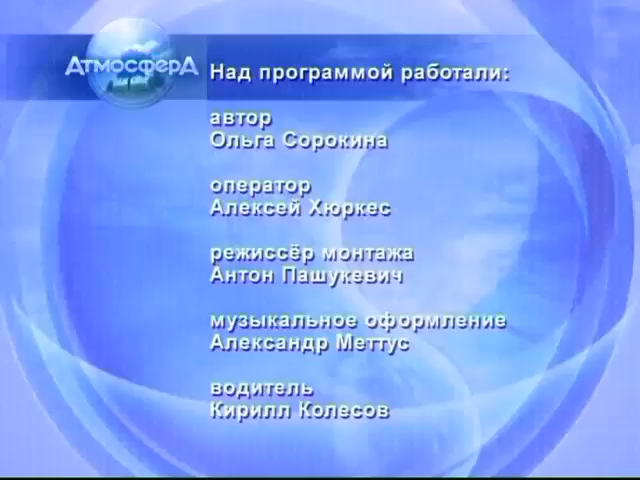 АТМОСФЕРА
Над программой работали:
автор
Ольга Сорокина
оператор
Алексей Хюркес
режиссёр монтажа
Антон Пашукевич
музыкальное оформление
Александр Меттус
водитель
Кирилл Колесов